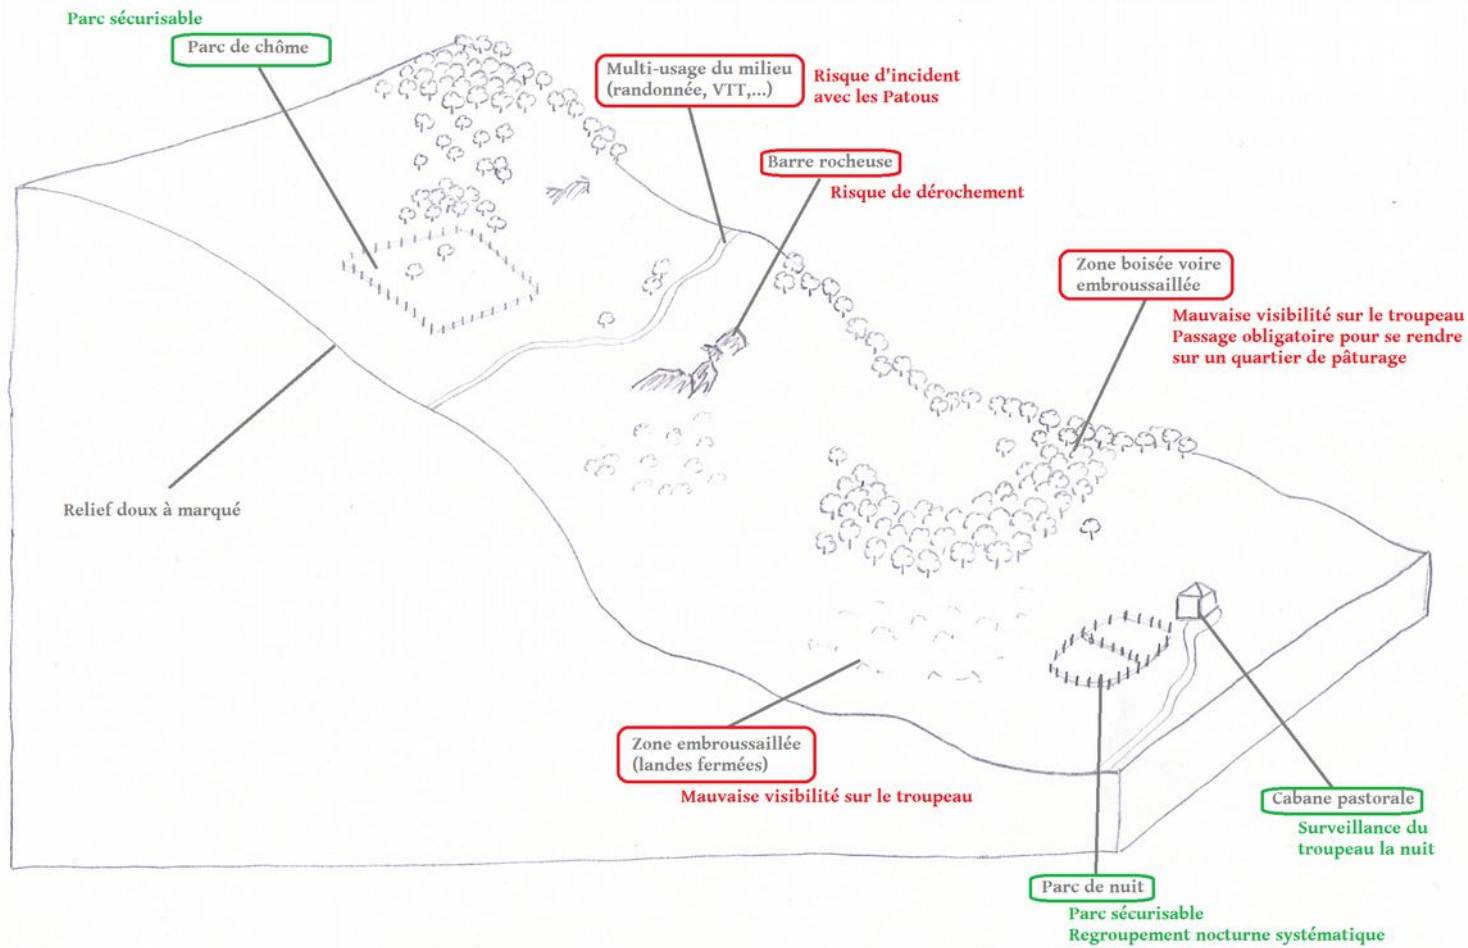 Parc sécurisable
Parc de chôme
Multi-usage du milieu
(randonnée, VTT,...)
Risque d'incident
avec les Patous
Barre rocheuse
Risque de dérochement
Zone boisée voire
embroussaillée
Mauvaise visibilité sur le troupeau
Passage obligatoire pour se rendre
sur un quartier de pâturage
Relief doux à marqué
Zone embroussaillée
(landes fermées)
Mauvaise visibilité sur le troupeau
Cabane pastorale
Surveillance du
troupeau la nuit
Parc de nuit
Parc sécurisable
Regroupement nocturne systématique